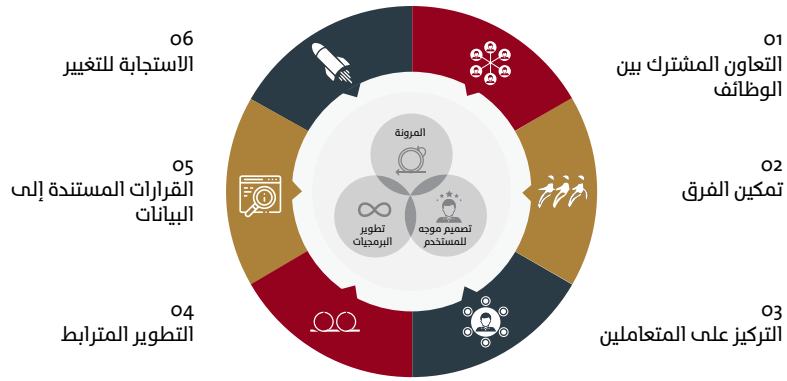 01
التعاون المشترك بين
الوظائف
02
تمكين الفرق
03
التركيز على المتعاملين
04
التطوير المترابط
05
القرارات المستندة إلى
البيانات
06
الاستجابة للتغيير
المرونة
تصميم موجه
للمستخدم
تطوير
البرمجيات